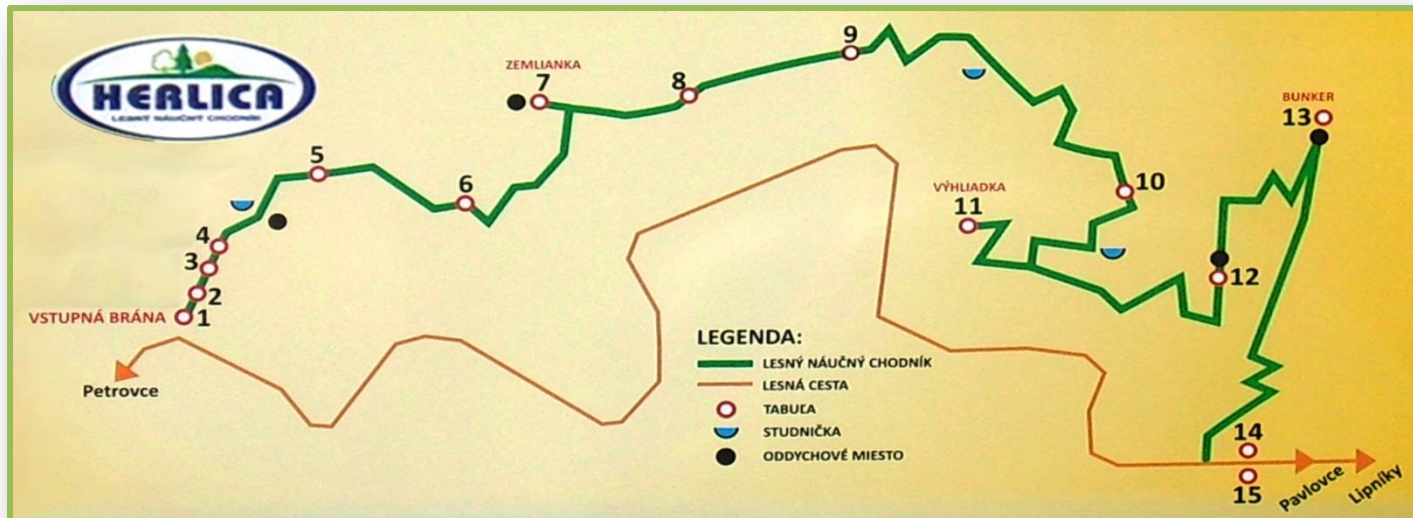 HERLICA
LESNÝ NÁUČNÝ CHODNÍK
VSTUPNÁ BRÁNA
1
2
3
4
5
6
ZEMLIANKA
7
8
9
10
VÝHLIADKA
11
12
BUNKER
13
14
15
Petrovce
Pavlovce
Lipníky
LEGENDA:
LESNÝ NÁUČNÝ CHODNÍK
LESNÁ CESTA
TABUĽA
STUDNIČKA
ODDYCHOVÉ MIESTO